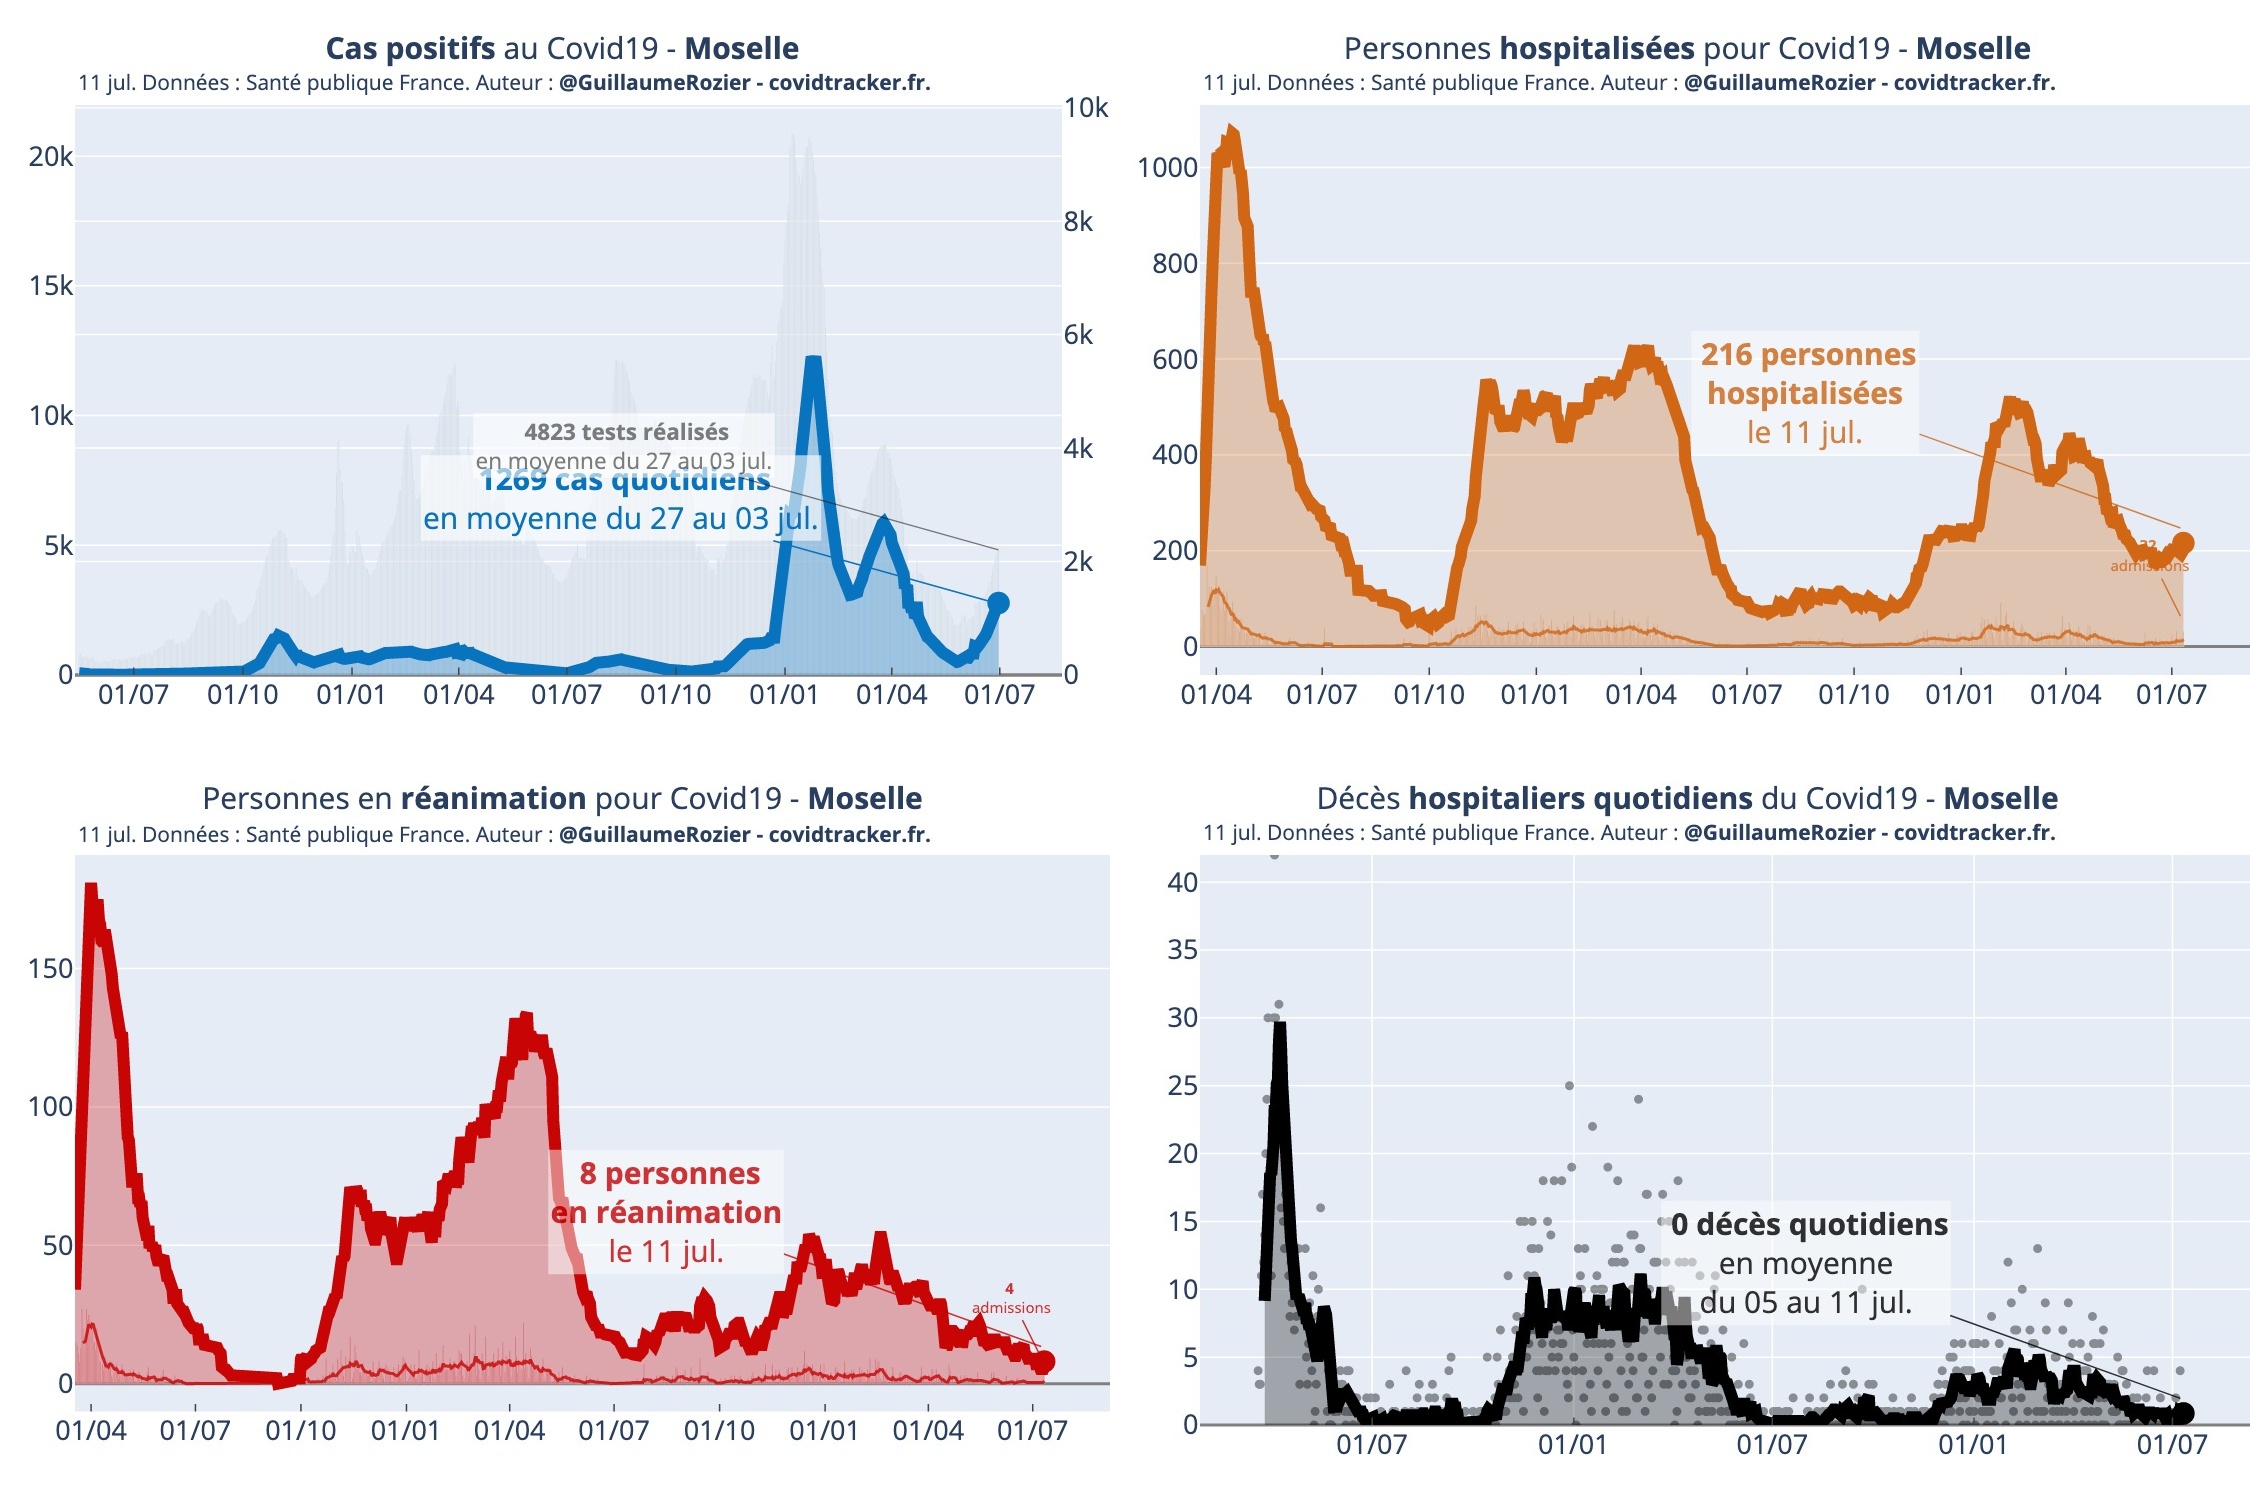 Cas positifs au Covid19 - Moselle
11 jul. Données : Santé publique France. Auteur : @GuillaumeRozier - covidtracker.fr.
20k
15k
10k
5k
0
10k
8k
6k
4k
2k
0
4823 tests réalisés
en moyenne du 27 au 03 jul.
1269 cas quotidiens
en moyenne du 27 au 03 jul.
01/07 01/10 01/01 01/04 01/07 01/10 01/01 01/04 01/07
Personnes hospitalisées pour Covid19 - Moselle
11 jul. Données : Santé publique France. Auteur : @GuillaumeRozier - covidtracker.fr.
1000
800
600
400
200
0
216 personnes
hospitalisées
le 11 jul.
admissions
01/04 01/07 01/10 01/01 01/04 01/07 01/10 01/01 01/04 01/07
Personnes en réanimation pour Covid19 - Moselle
11 jul. Données : Santé publique France. Auteur : @GuillaumeRozier - covidtracker.fr.
150
100
50
0
8 personnes
en réanimation
le 11 jul.
4
admissions
01/04 01/07 01/10 01/01 01/04 01/07 01/10 01/01 01/04 01/07
Décès hospitaliers quotidiens du Covid19 - Moselle
11 jul. Données : Santé publique France. Auteur : @GuillaumeRozier - covidtracker.fr.
40
35
30
25
20
15
10
5
0
0 décès quotidiens
en moyenne
du 05 au 11 jul.
01/07 01/01 01/07 01/01 01/07